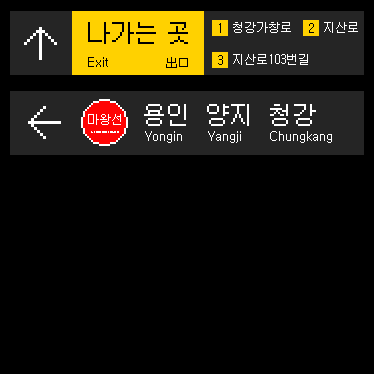 나가는 곳
Exit 出口
1 청강가창로 2 지산로
3 지산로103번길
마왕선
용인 양지 청강
Yongin Yangji Chungkang